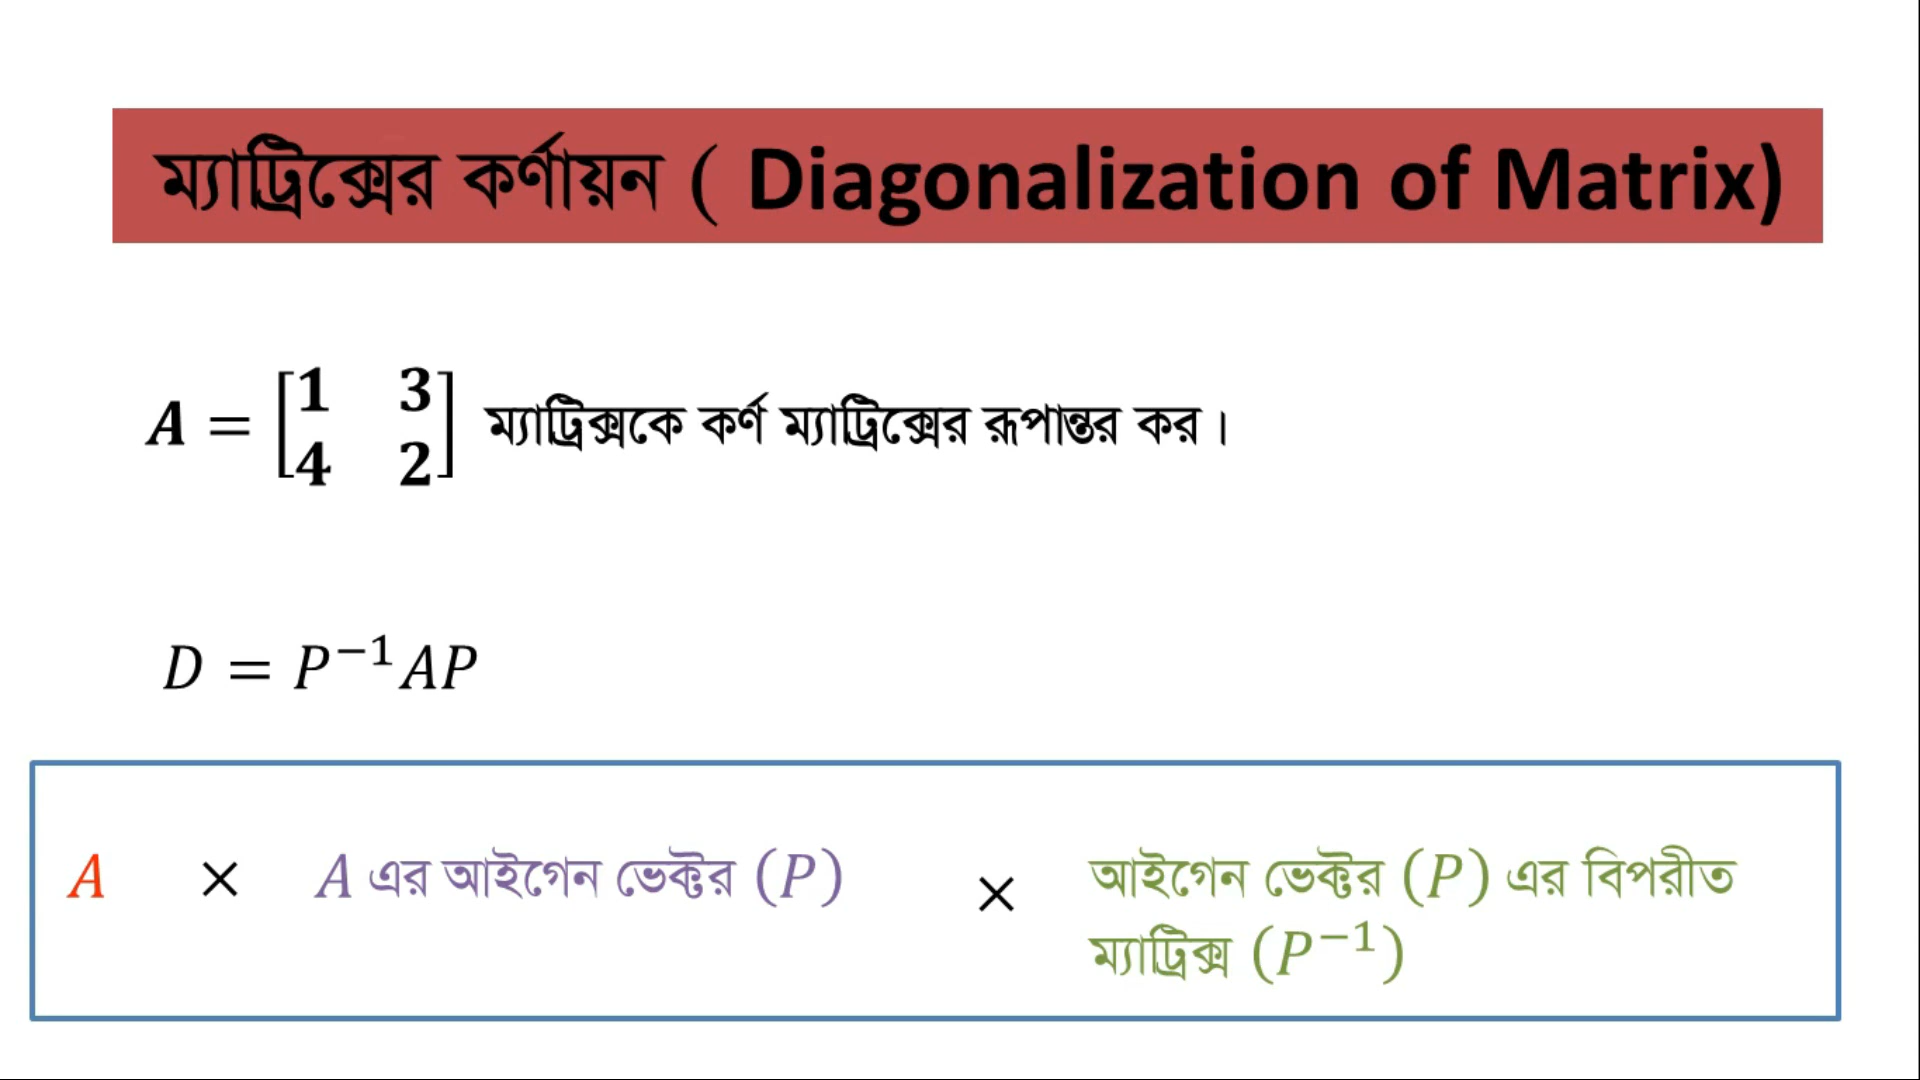 ম্যাট্রিক্সের কর্ণায়ন ( Diagonalization of Matrix)
A = [1 3
4 2] ম্যাট্রিক্সকে কর্ণ ম্যাট্রিক্সের রূপান্তর কর।
D = P⁻¹AP
A × A এর আইগেন ভেক্টর (P) × আইগেন ভেক্টর (P) এর বিপরীত
ম্যাট্রিক্স (P⁻¹)